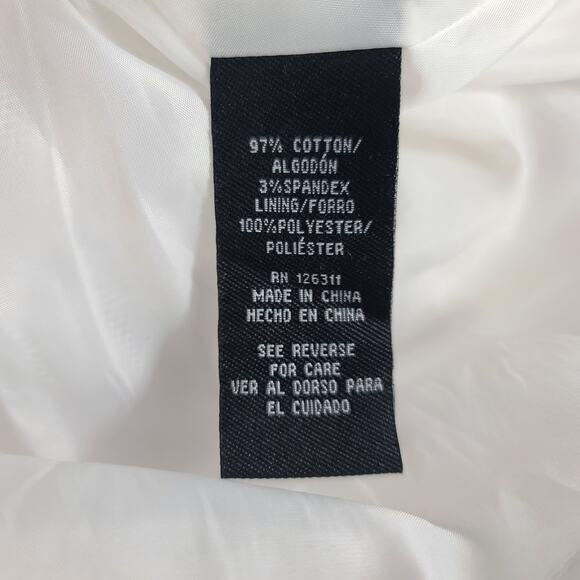 97% COTTON/
ALGODÓN
3%SPANDEX
LINING/FORRO
100%POLYESTER/
POLIÉSTER
RN 126311
MADE IN CHINA
HECHO EN CHINA
SEE REVERSE
FOR CARE
VER AL DORSO PARA
EL CUIDADO